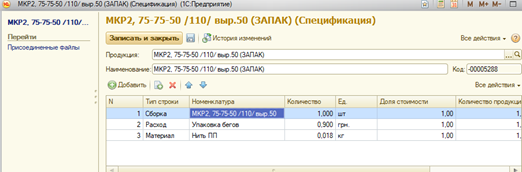 МКР2, 75-75-50 /110/ выр.50 (ЗАПАК) (Спецификация)  (1С:Предприятие)
M M+ M-
МКР2, 75-75-50 /110/...
Перейти
Присоединенные файлы
МКР2, 75-75-50 /110/ выр.50 (ЗАПАК) (Спецификация)
Записать и закрыть История изменений Все действия
Продукция: МКР2, 75-75-50 /110/ выр.50 (ЗАПАК) ...
Наименование: МКР2, 75-75-50 /110/ выр.50 (ЗАПАК) Код: -00005288
Добавить Все действия
N Тип строки Номенклатура Количество Ед. Доля стоимости Количество продукци
1 Сборка МКР2, 75-75-50 /110/ выр.50 1,000 шт 1,00 1,
2 Расход Упаковка бегов 0,900 грн. 1,00 1,
3 Материал Нить ПП 0,018 кг 1,00 1,